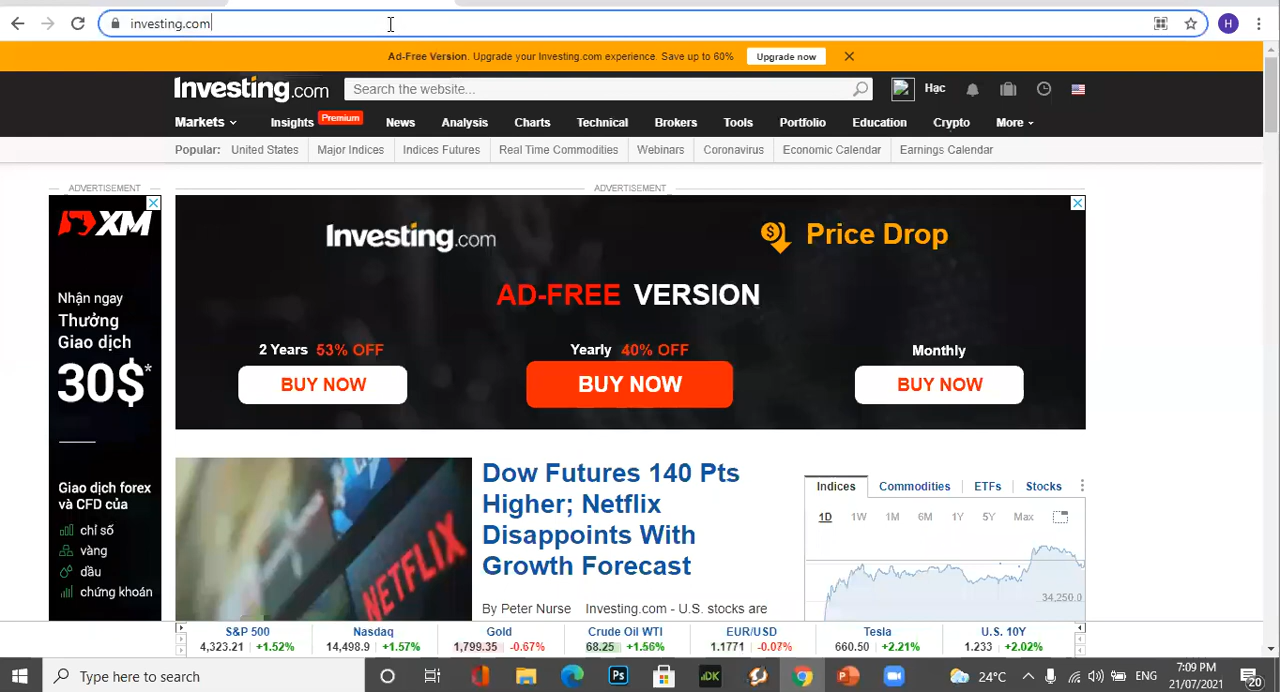 investing.com
H
Ad-Free Version. Upgrade your Investing.com experience. Save up to 60% Upgrade now
Investing.com Search the website... Hạc
Markets Insights Premium News Analysis Charts Technical Brokers Tools Portfolio Education Crypto More
Popular: United States Major Indices Indices Futures Real Time Commodities Webinars Coronavirus Economic Calendar Earnings Calendar
ADVERTISEMENT
XM
Nhận ngay
Thưởng
Giao dịch
30$*
Giao dịch forex
và CFD của
chỉ số
vàng
dầu
chứng khoán
ADVERTISEMENT
Investing.com Price Drop
AD-FREE VERSION
2 Years 53% OFF Yearly 40% OFF Monthly
BUY NOW BUY NOW BUY NOW
NETFLIX
Dow Futures 140 Pts
Higher; Netflix
Disappoints With
Growth Forecast
By Peter Nurse Investing.com - U.S. stocks are
Indices Commodities ETFs Stocks
1D 1W 1M 6M 1Y 5Y Max
34,250.0
S&P 500 Nasdaq Gold Crude Oil WTI EUR/USD Tesla U.S. 10Y
4,323.21 +1.52% 14,498.9 +1.57% 1,799.35 -0.67% 68.25 +1.56% 1.1771 -0.07% 660.50 +2.21% 1.233 +2.02%
Type here to search Ps iDK P 24°C ENG 7:09 PM
21/07/2021 20